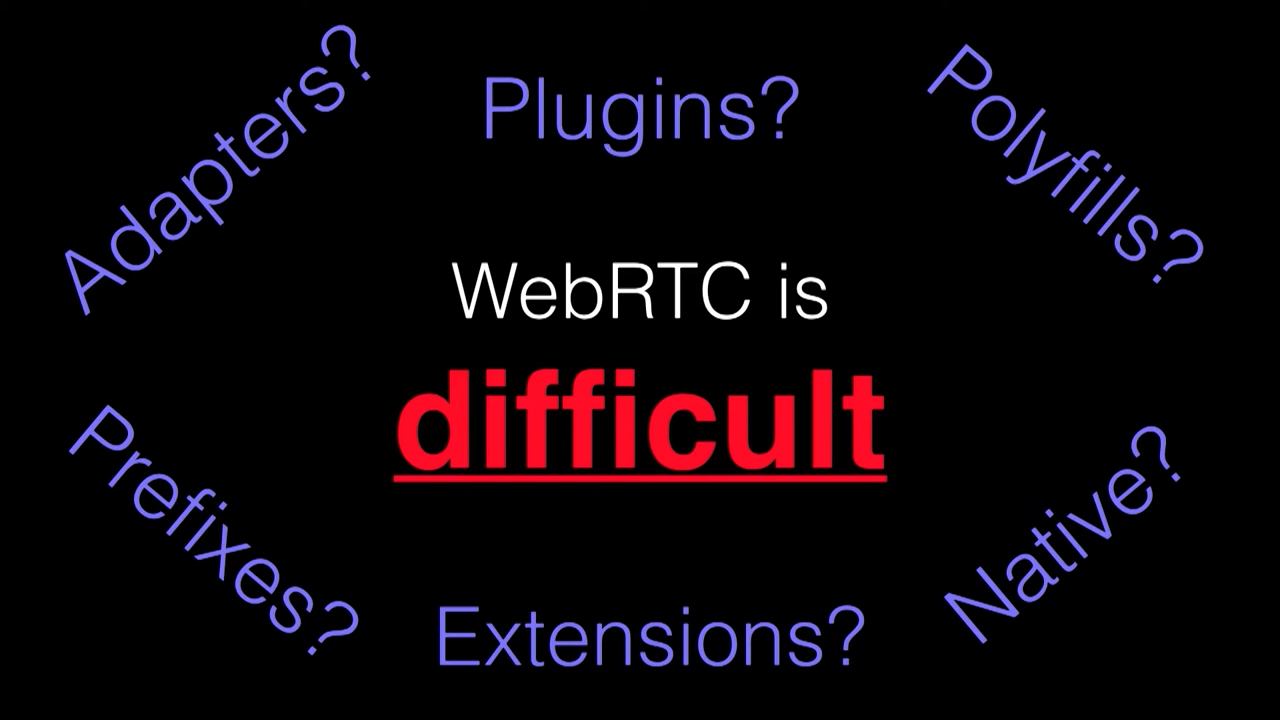 Adapters?
Plugins?
Polyfills?
WebRTC is
difficult
Prefixes?
Extensions?
Native?